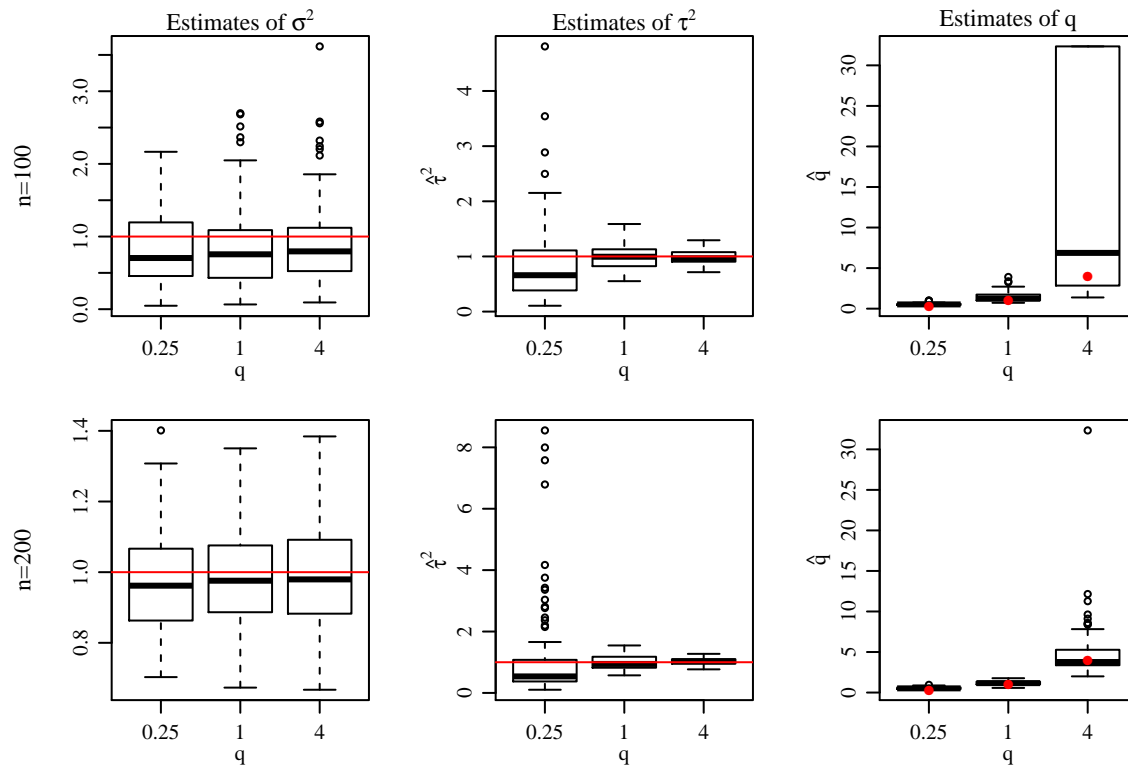 Estimates of σ²
Estimates of τ²
Estimates of q
n=100
0.0 1.0 2.0 3.0
0.25 1 4
q
τ̂²
0 1 2 3 4
0.25 1 4
q
q̂
0 5 10 15 20 25 30
0.25 1 4
q
n=200
0.8 1.0 1.2 1.4
0.25 1 4
q
τ̂²
0 2 4 6 8
0.25 1 4
q
q̂
0 5 10 15 20 25 30
0.25 1 4
q